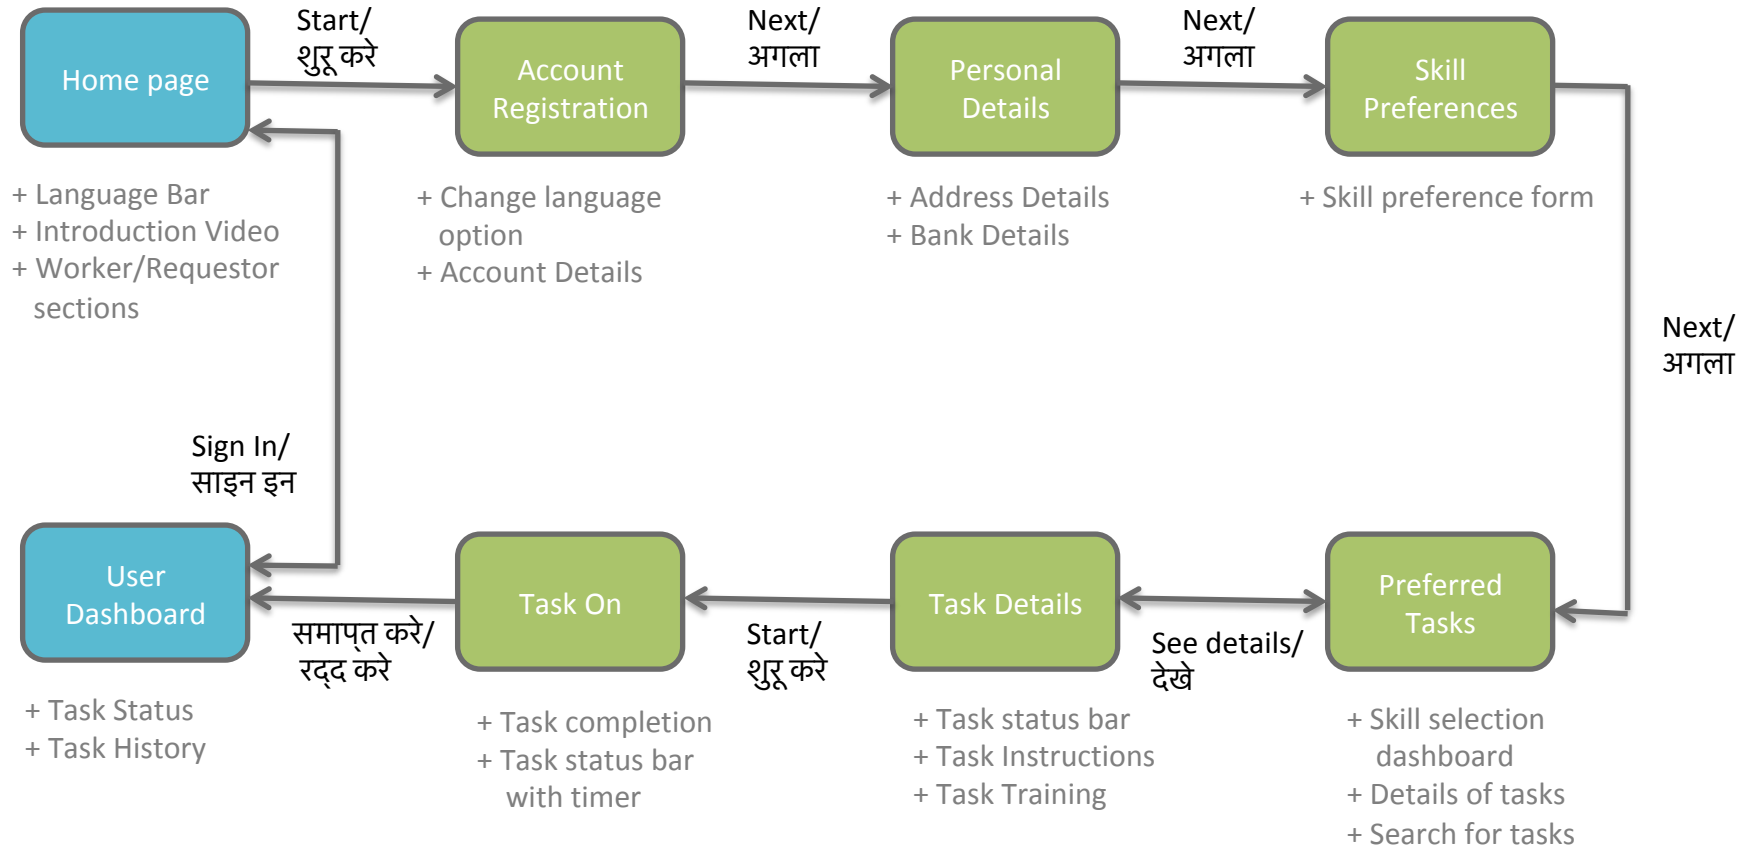 Start/
शुरू करे
Next/
अगला
Next/
अगला
Home page
Account
Registration
Personal
Details
Skill
Preferences
+ Language Bar
+ Introduction Video
+ Worker/Requestor
sections
+ Change language
option
+ Account Details
+ Address Details
+ Bank Details
+ Skill preference form
Next/
अगला
Sign In/
साइन इन
User
Dashboard
Task On
Task Details
Preferred
Tasks
समाप्त करे/
रद्द करे
Start/
शुरू करे
See details/
देखे
+ Task Status
+ Task History
+ Task completion
+ Task status bar
with timer
+ Task status bar
+ Task Instructions
+ Task Training
+ Skill selection
dashboard
+ Details of tasks
+ Search for tasks